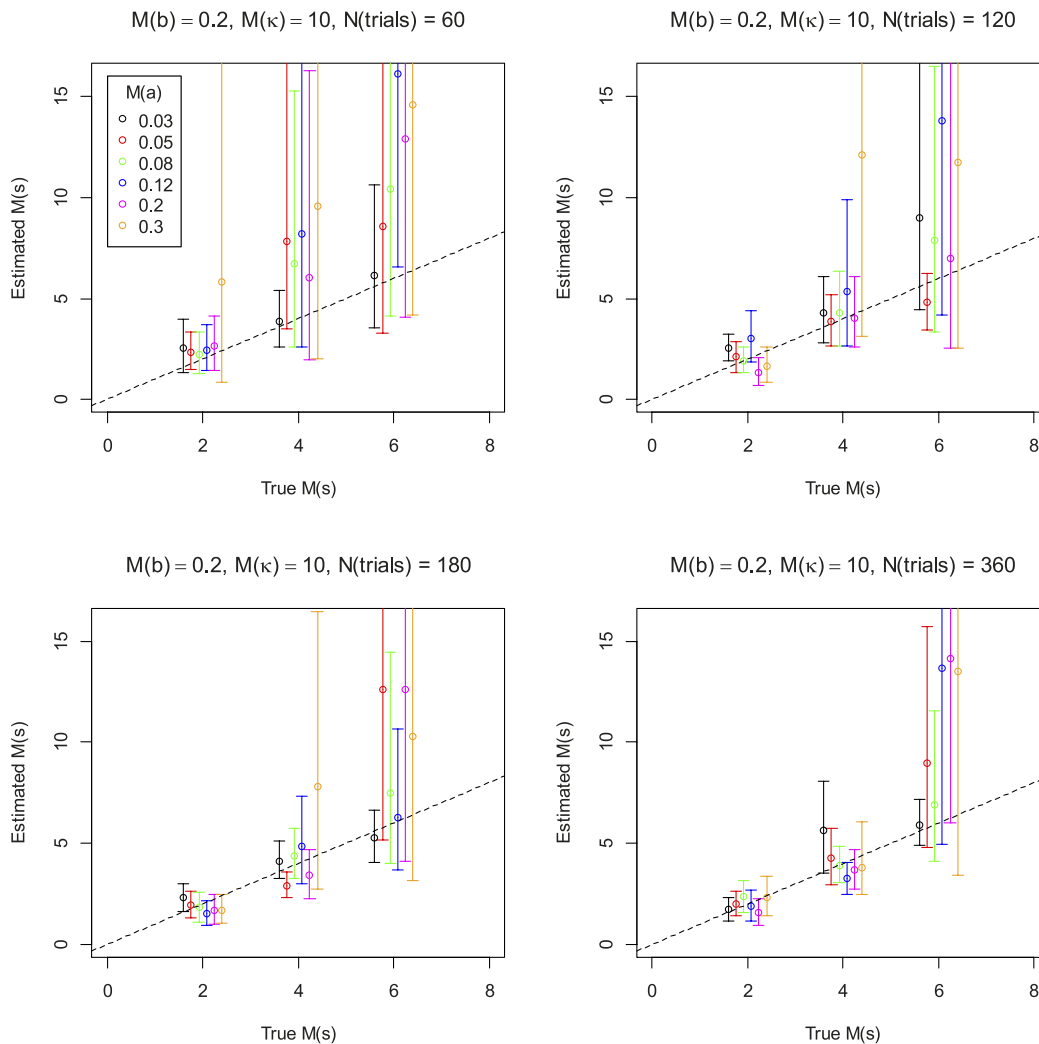 M(b) = 0.2, M(κ) = 10, N(trials) = 60
Estimated M(s)
15
10
5
0
M(a)
0.03
0.05
0.08
0.12
0.2
0.3
0 2 4 6 8
True M(s)
M(b) = 0.2, M(κ) = 10, N(trials) = 120
Estimated M(s)
15
10
5
0
0 2 4 6 8
True M(s)
M(b) = 0.2, M(κ) = 10, N(trials) = 180
Estimated M(s)
15
10
5
0
0 2 4 6 8
True M(s)
M(b) = 0.2, M(κ) = 10, N(trials) = 360
Estimated M(s)
15
10
5
0
0 2 4 6 8
True M(s)